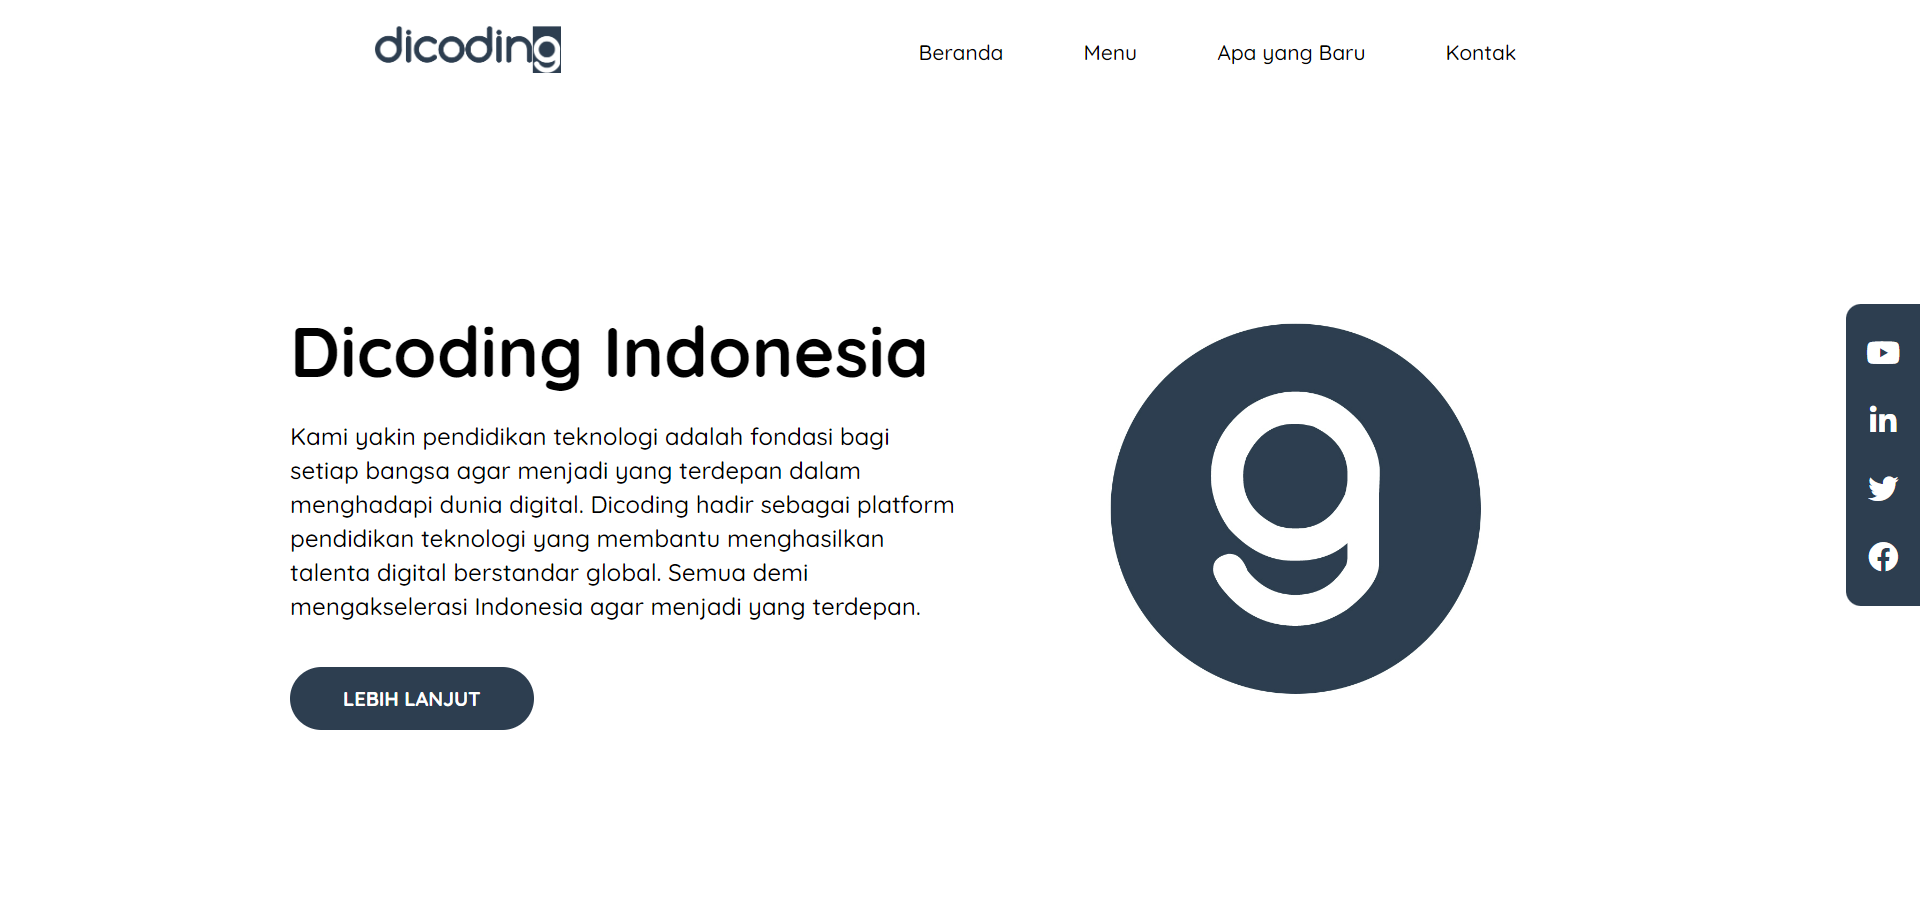 dicoding
Beranda
Menu
Apa yang Baru
Kontak
Dicoding Indonesia
Kami yakin pendidikan teknologi adalah fondasi bagi
setiap bangsa agar menjadi yang terdepan dalam
menghadapi dunia digital. Dicoding hadir sebagai platform
pendidikan teknologi yang membantu menghasilkan
talenta digital berstandar global. Semua demi
mengakselerasi Indonesia agar menjadi yang terdepan.
LEBIH LANJUT
g
in